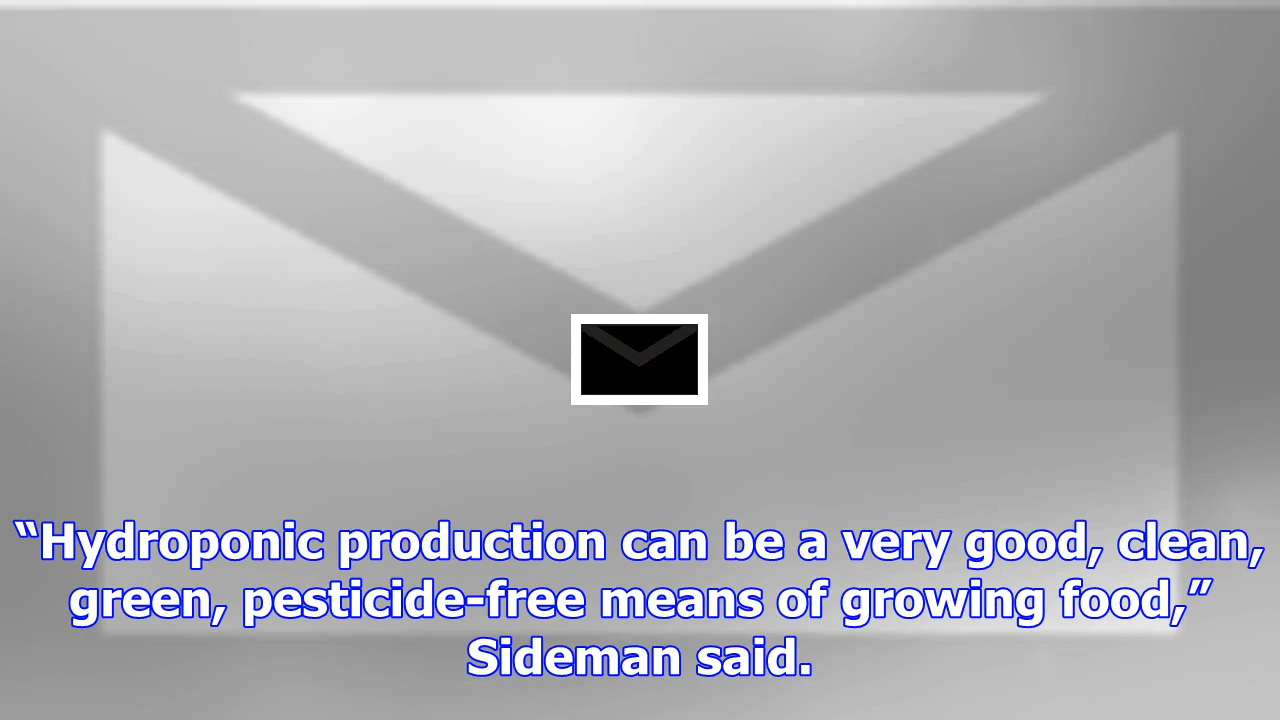 “Hydroponic production can be a very good, clean,
green, pesticide-free means of growing food,”
Sideman said.